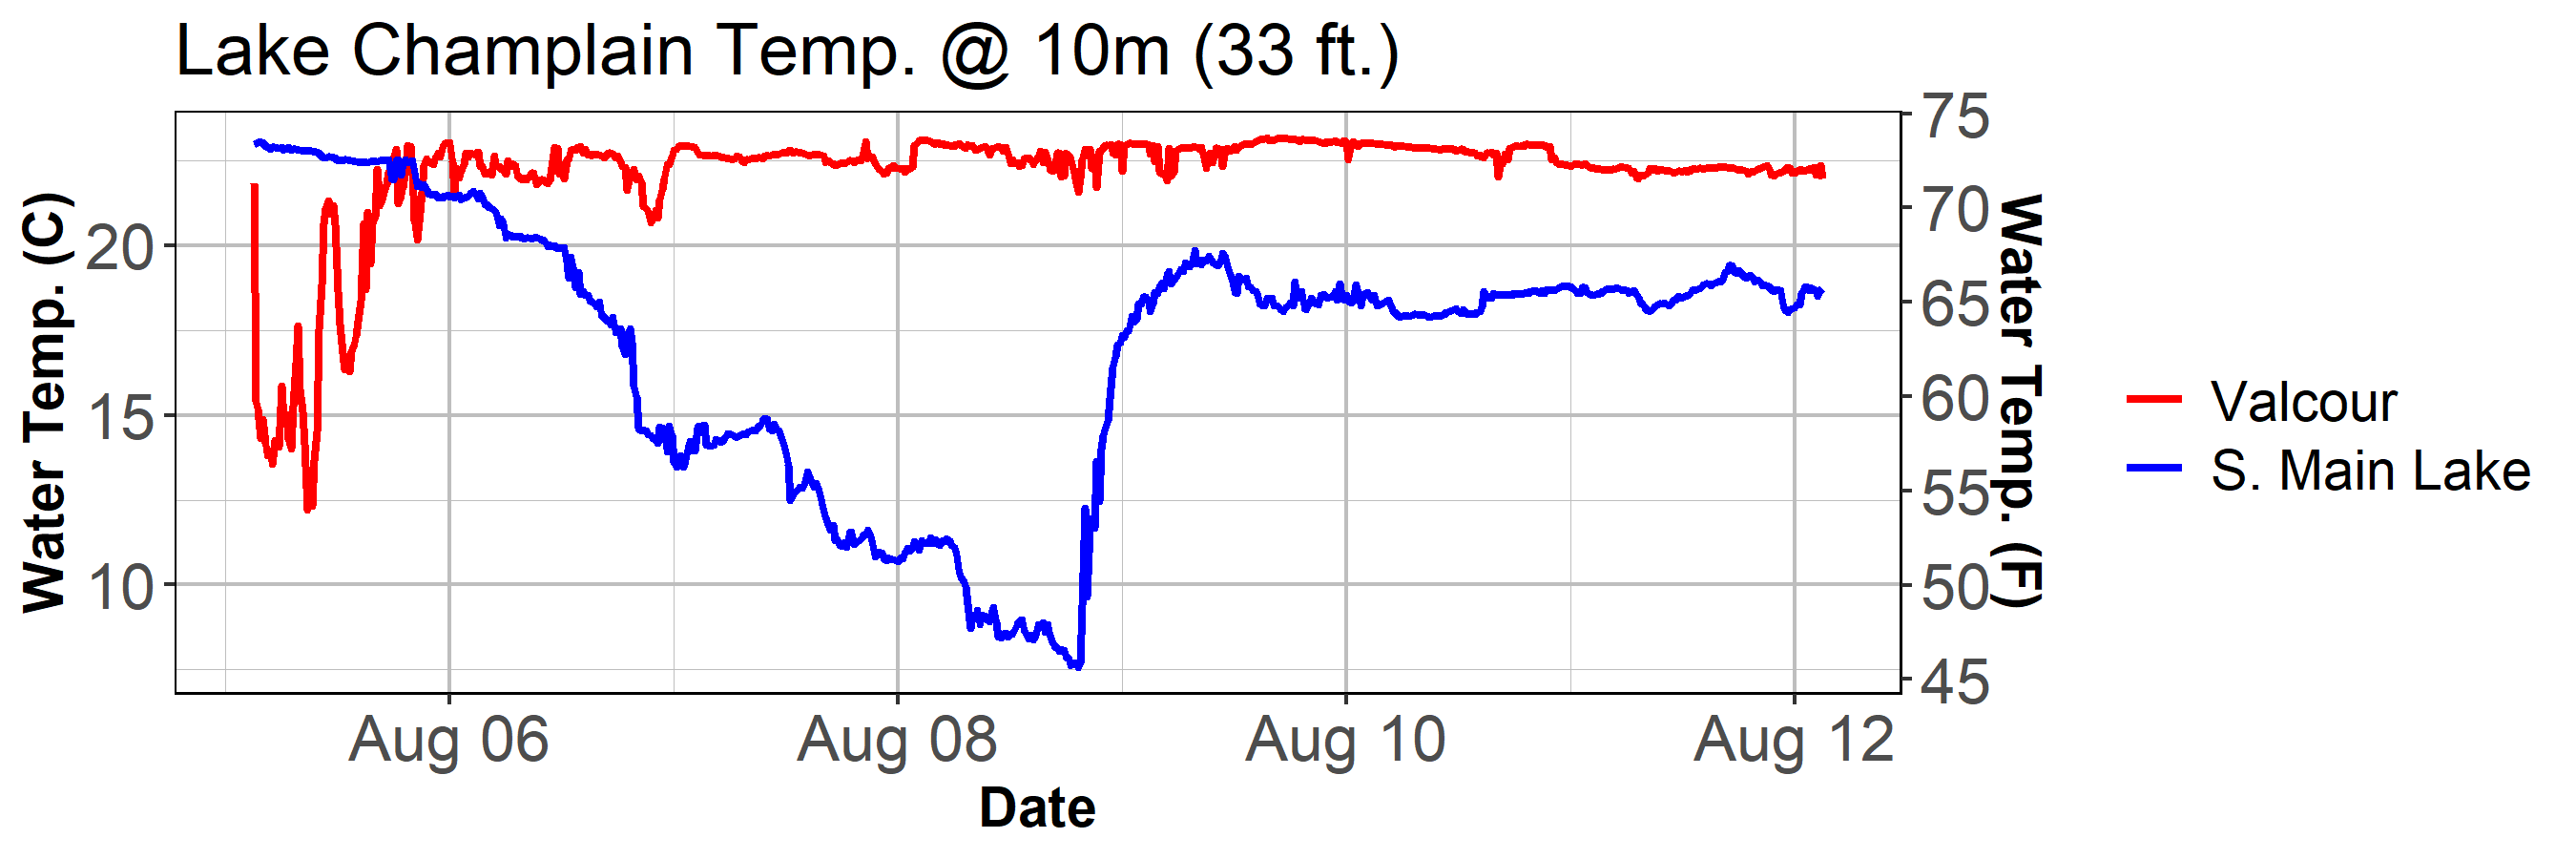 Lake Champlain Temp. @ 10m (33 ft.)
Water Temp. (C)
20
15
10
75
70
65
60
55
50
45
Water Temp. (F)
Aug 06
Aug 08
Aug 10
Aug 12
Date
Valcour
S. Main Lake